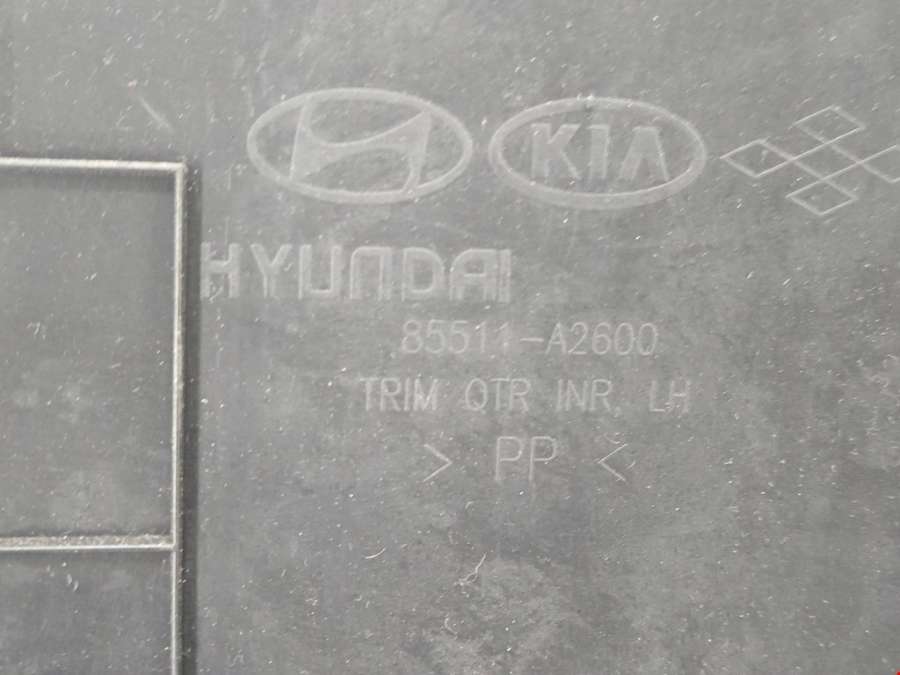 KIA
HYUNDAI
85511-A2600
TRIM QTR INR, LH
> PP <